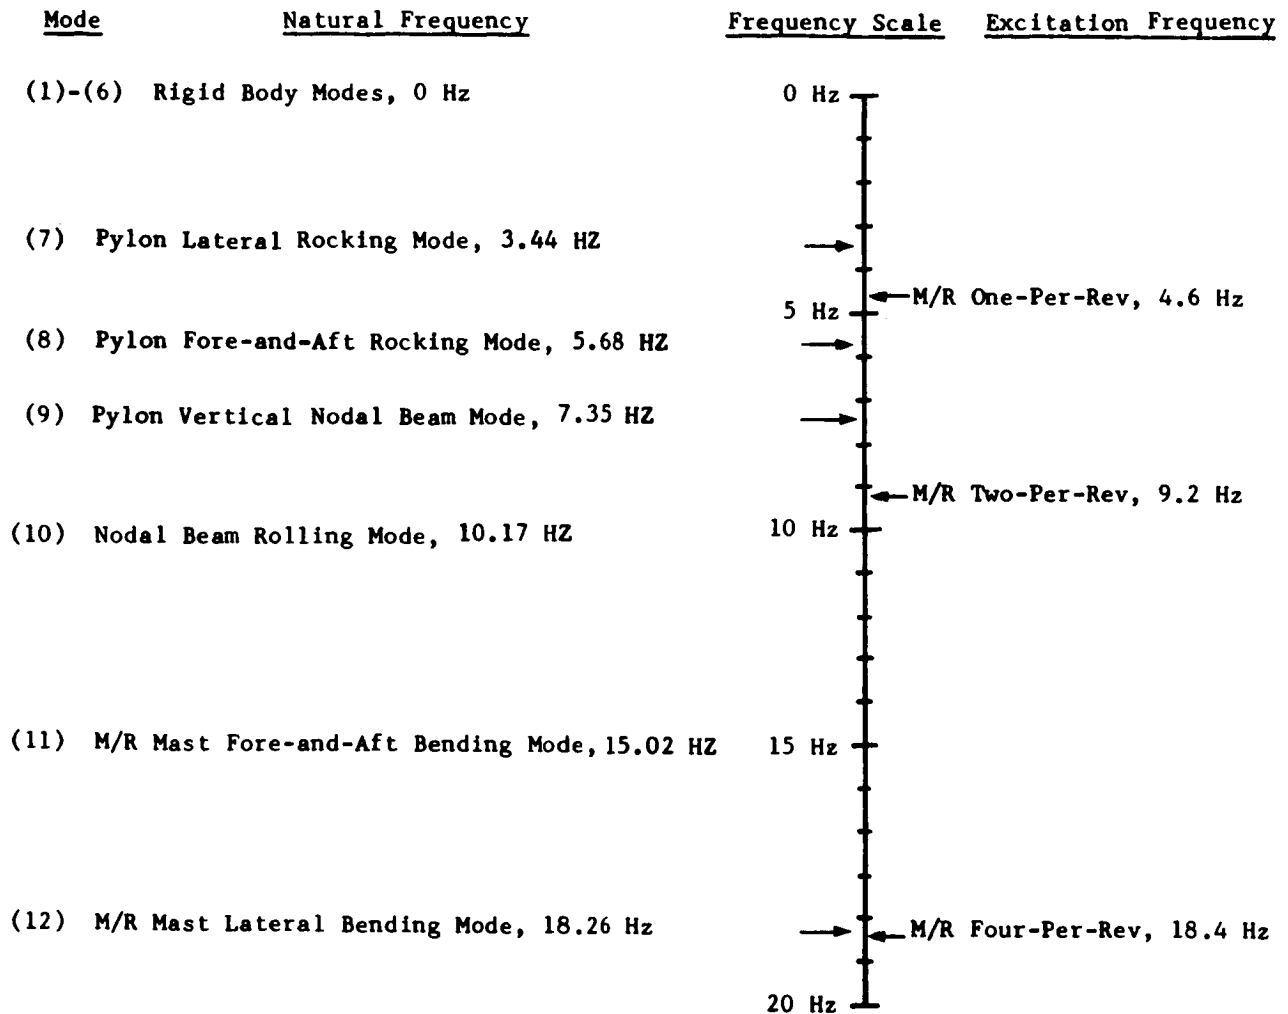 Mode Natural Frequency Frequency Scale Excitation Frequency
(1)-(6) Rigid Body Modes, 0 Hz 0 Hz
(7) Pylon Lateral Rocking Mode, 3.44 HZ
M/R One-Per-Rev, 4.6 Hz
5 Hz
(8) Pylon Fore-and-Aft Rocking Mode, 5.68 HZ
(9) Pylon Vertical Nodal Beam Mode, 7.35 HZ
M/R Two-Per-Rev, 9.2 Hz
(10) Nodal Beam Rolling Mode, 10.17 HZ 10 Hz
(11) M/R Mast Fore-and-Aft Bending Mode, 15.02 HZ 15 Hz
(12) M/R Mast Lateral Bending Mode, 18.26 Hz M/R Four-Per-Rev, 18.4 Hz
20 Hz